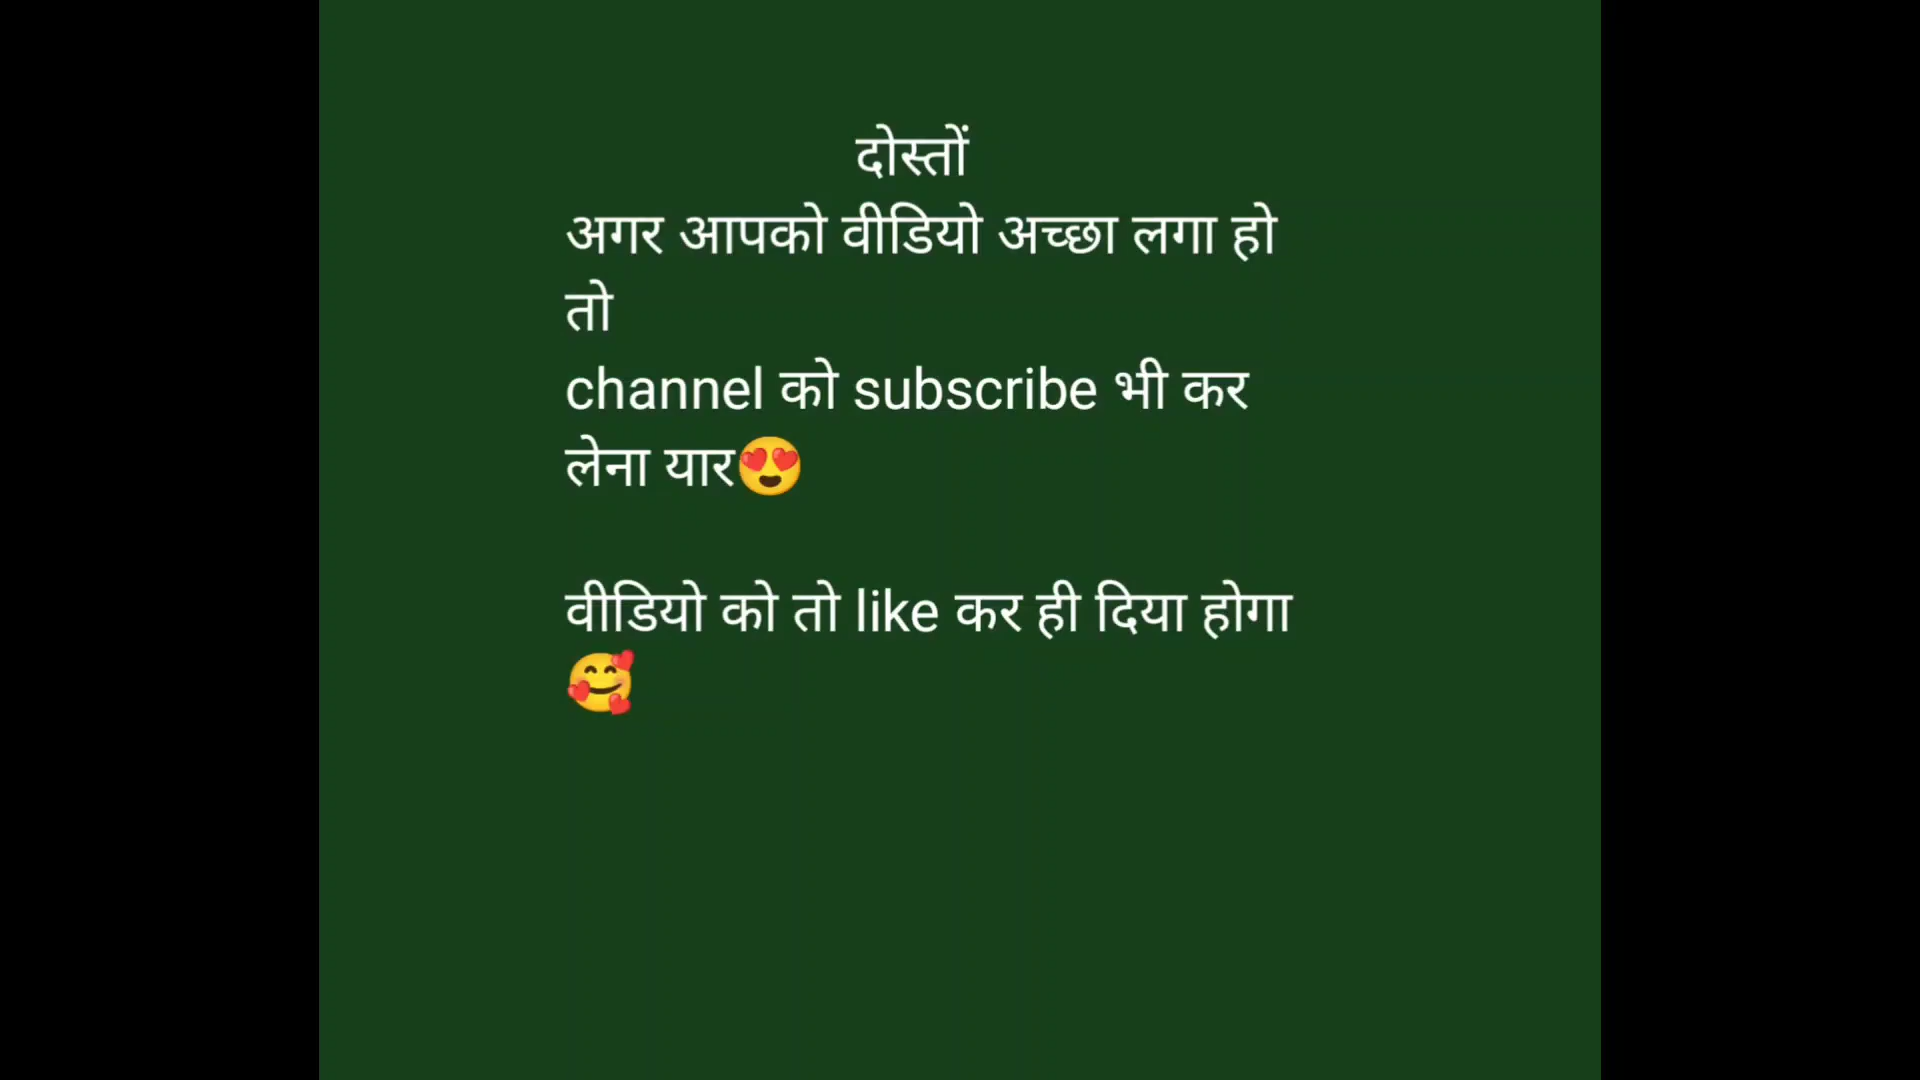 दोस्तों
अगर आपको वीडियो अच्छा लगा हो
तो
channel को subscribe भी कर
लेना यार😍
वीडियो को तो like कर ही दिया होगा
🥰